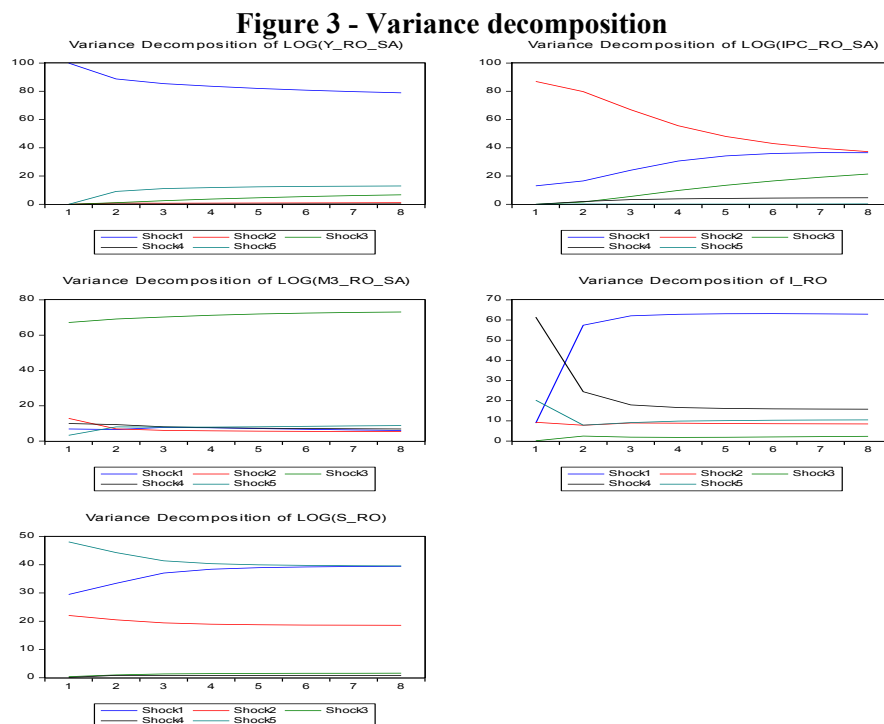 Figure 3 - Variance decomposition
Variance Decomposition of LOG(Y_RO_SA)
100
80
60
40
20
0
1 2 3 4 5 6 7 8
Shock1 Shock2 Shock3
Shock4 Shock5
Variance Decomposition of LOG(IPC_RO_SA)
100
80
60
40
20
0
1 2 3 4 5 6 7 8
Shock1 Shock2 Shock3
Shock4 Shock5
Variance Decomposition of LOG(M3_RO_SA)
80
60
40
20
0
1 2 3 4 5 6 7 8
Shock1 Shock2 Shock3
Shock4 Shock5
Variance Decomposition of I_RO
70
60
50
40
30
20
10
0
1 2 3 4 5 6 7 8
Shock1 Shock2 Shock3
Shock4 Shock5
Variance Decomposition of LOG(S_RO)
50
40
30
20
10
0
1 2 3 4 5 6 7 8
Shock1 Shock2 Shock3
Shock4 Shock5